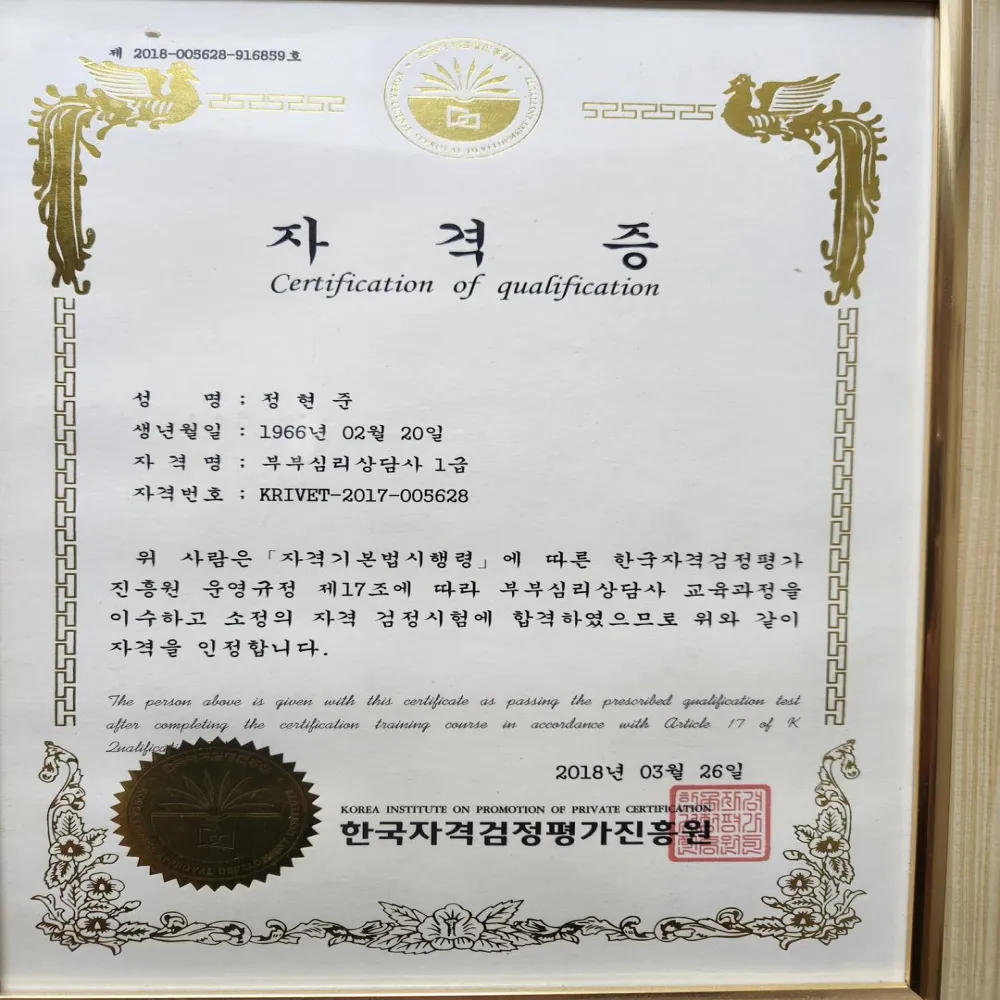 제 2018-005628-916859호
자 격 증
Certification of qualification
성 명 ; 정 현 준
생년월일 : 1966년 02월 20일
자 격 명 ; 부부심리상담사 1급
자격번호 ; KRIVET-2017-005628
위 사람은 「자격기본법시행령」에 따른 한국자격검정평가
진흥원 운영규정 제17조에 따라 부부심리상담사 교육과정을
이수하고 소정의 자격 검정시험에 합격하였으므로 위와 같이
자격을 인정합니다.
The person above is given with this certificate as passing the prescribed qualification test
after completing the certification training course in accordance with Article 17 of K
2018년 03월 26일
KOREA INSTITUTE ON PROMOTION OF PRIVATE CERTIFICATION
한국자격검정평가진흥원